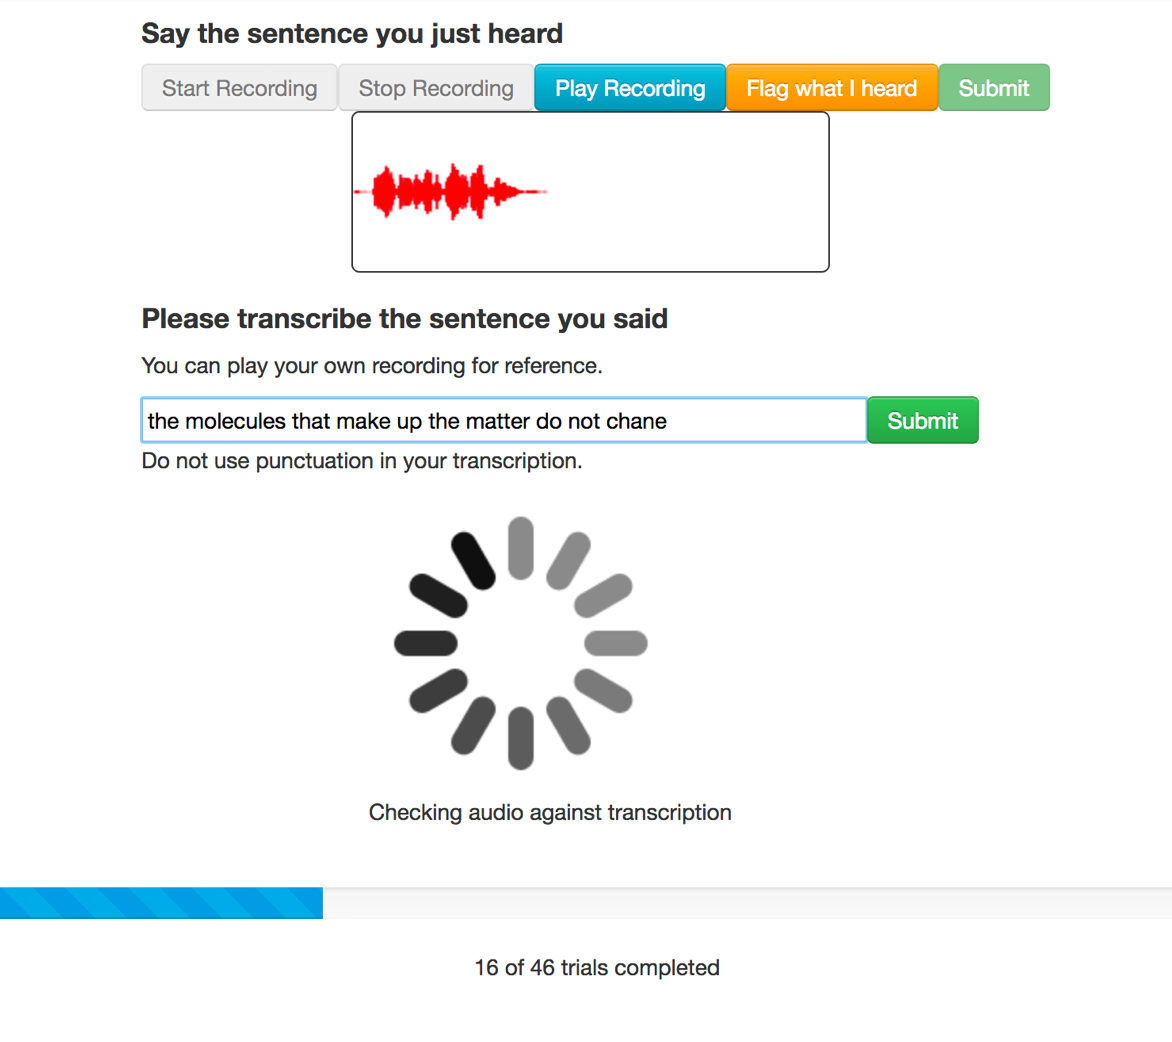 Say the sentence you just heard
Start Recording Stop Recording Play Recording Flag what I heard Submit
Please transcribe the sentence you said
You can play your own recording for reference.
the molecules that make up the matter do not chane Submit
Do not use punctuation in your transcription.
Checking audio against transcription
16 of 46 trials completed